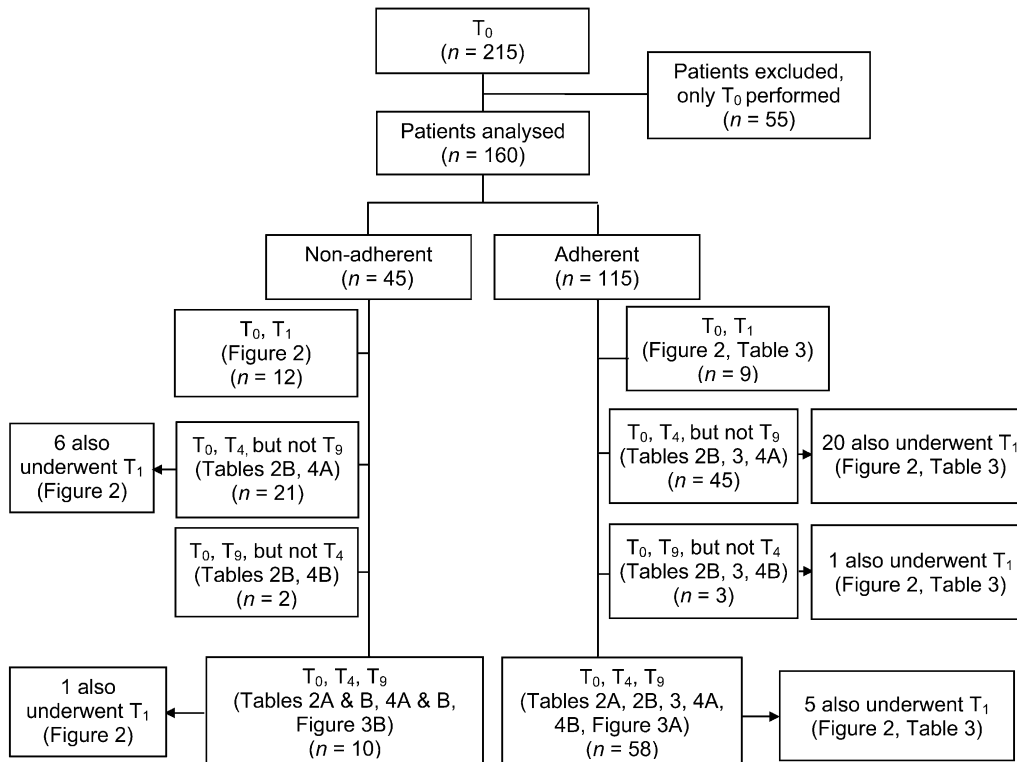 T₀
(n = 215)
Patients excluded,
only T₀ performed
(n = 55)
Patients analysed
(n = 160)
Non-adherent
(n = 45)
Adherent
(n = 115)
T₀, T₁
(Figure 2)
(n = 12)
T₀, T₁
(Figure 2, Table 3)
(n = 9)
6 also
underwent T₁
(Figure 2)
T₀, T₄, but not T₉
(Tables 2B, 4A)
(n = 21)
T₀, T₄, but not T₉
(Tables 2B, 3, 4A)
(n = 45)
20 also underwent T₁
(Figure 2, Table 3)
T₀, T₉, but not T₄
(Tables 2B, 4B)
(n = 2)
T₀, T₉, but not T₄
(Tables 2B, 3, 4B)
(n = 3)
1 also underwent T₁
(Figure 2, Table 3)
1 also
underwent T₁
(Figure 2)
T₀, T₄, T₉
(Tables 2A & B, 4A & B,
Figure 3B)
(n = 10)
T₀, T₄, T₉
(Tables 2A, 2B, 3, 4A,
4B, Figure 3A)
(n = 58)
5 also underwent T₁
(Figure 2, Table 3)